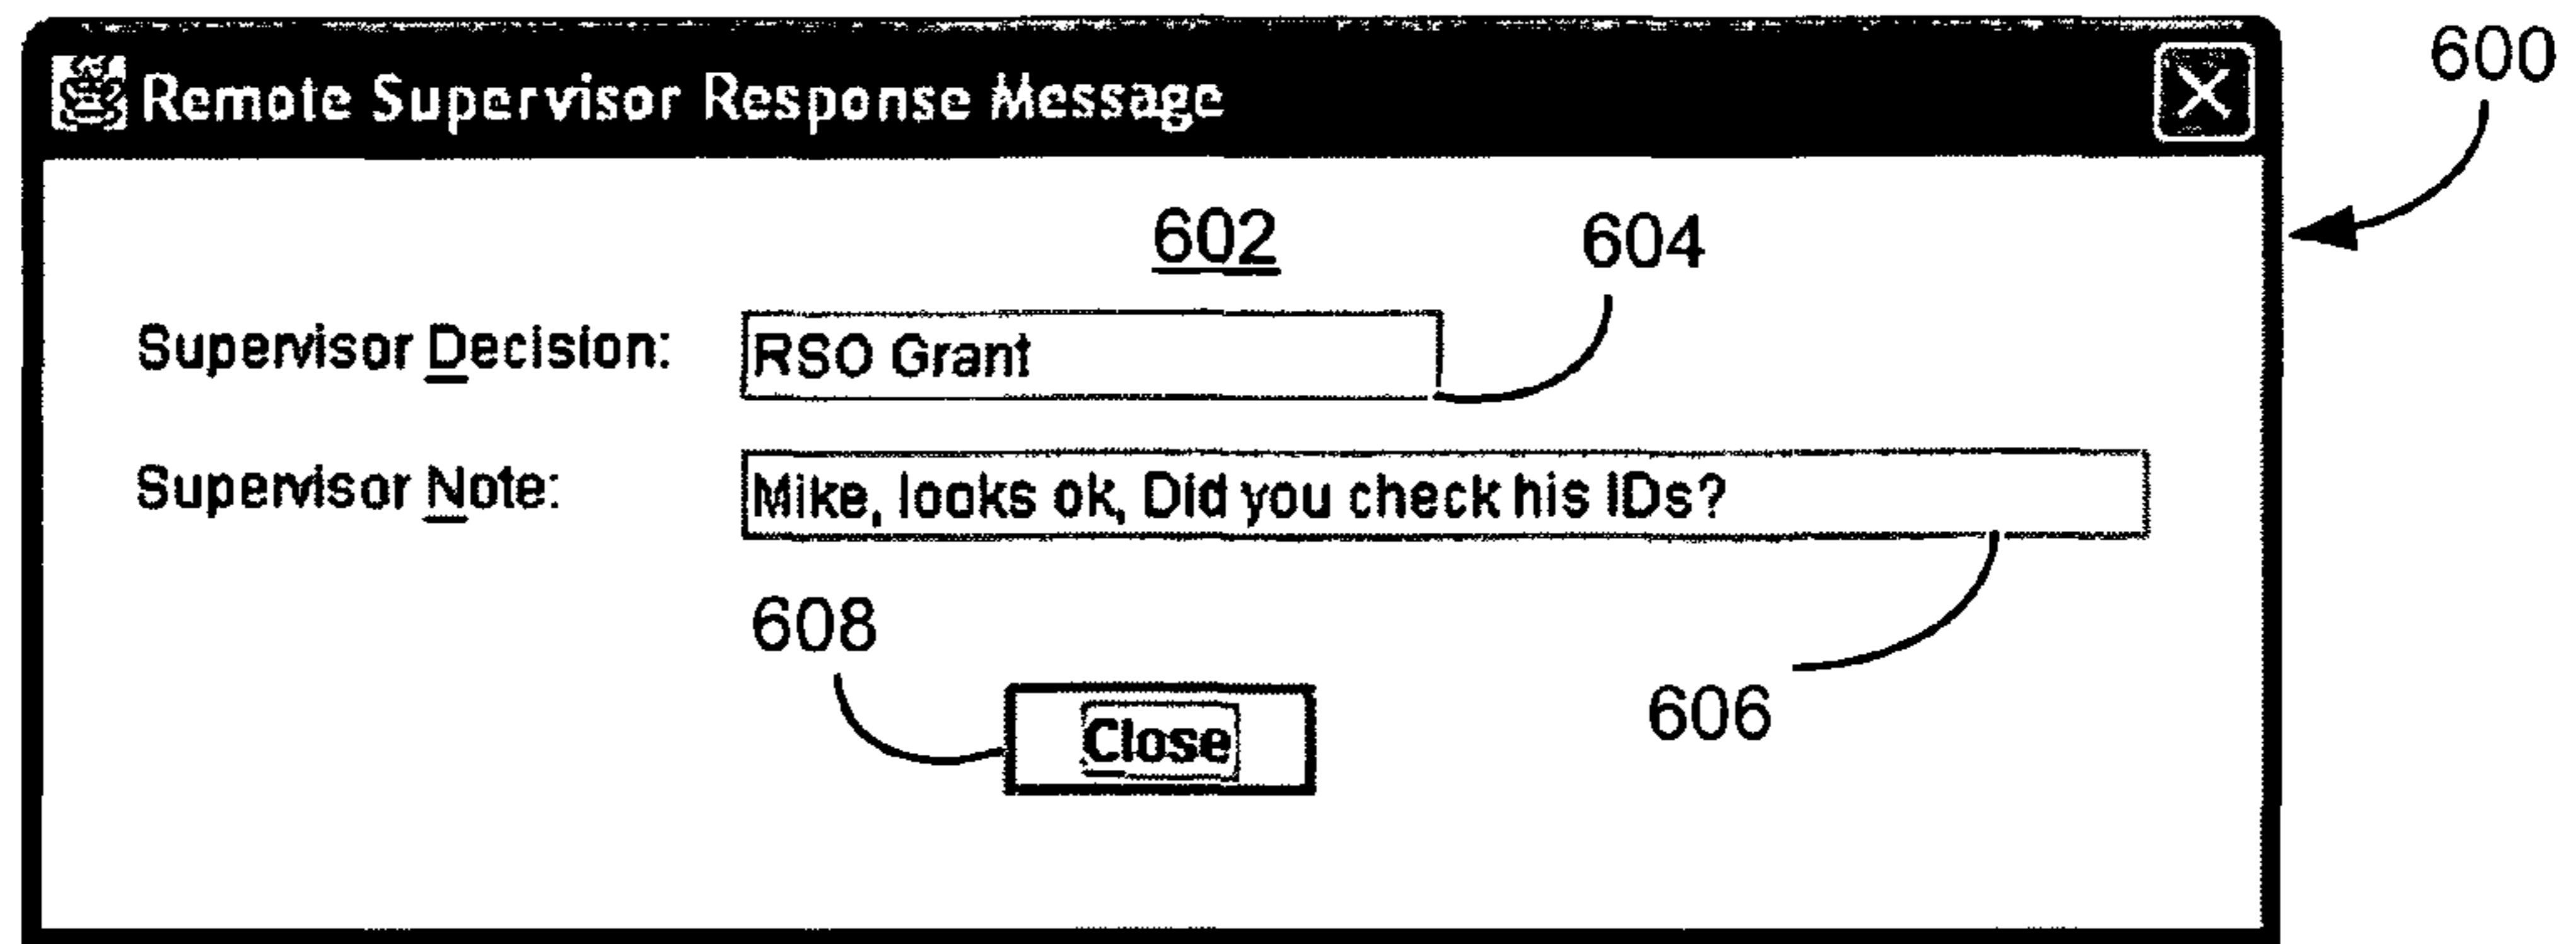 Remote Supervisor Response Message
600
602
604
Supervisor Decision: RSO Grant
Supervisor Note: Mike, looks ok, Did you check his IDs?
608
606
Close